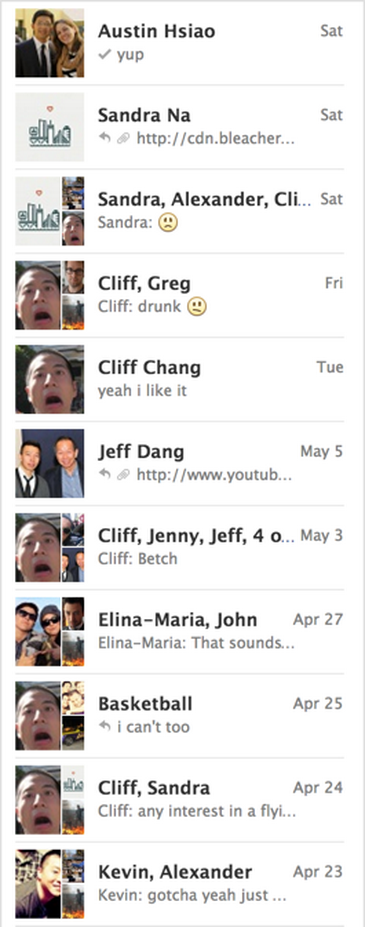 Austin Hsiao Sat
yup
Sandra Na Sat
http://cdn.bleacher...
Sandra, Alexander, Cli... Sat
Sandra:
Cliff, Greg Fri
Cliff: drunk
Cliff Chang Tue
yeah i like it
Jeff Dang May 5
http://www.youtub...
Cliff, Jenny, Jeff, 4 o... May 3
Cliff: Betch
Elina-Maria, John Apr 27
Elina-Maria: That sounds...
Basketball Apr 25
i can't too
Cliff, Sandra Apr 24
Cliff: any interest in a flyi...
Kevin, Alexander Apr 23
Kevin: gotcha yeah just ...